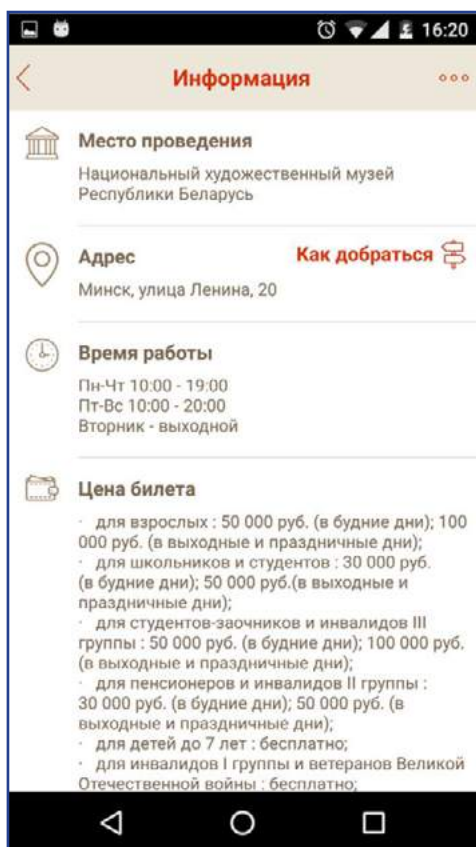 16:20
Информация
Место проведения
Национальный художественный музей
Республики Беларусь
Адрес
Как добраться
Минск, улица Ленина, 20
Время работы
Пн-Чт 10:00 - 19:00
Пт-Вс 10:00 - 20:00
Вторник - выходной
Цена билета
· для взрослых : 50 000 руб. (в будние дни); 100
000 руб. (в выходные и праздничные дни);
· для школьников и студентов : 30 000 руб.
(в будние дни); 50 000 руб.(в выходные и
праздничные дни);
· для студентов-заочников и инвалидов III
группы : 50 000 руб. (в будние дни); 100 000 руб.
(в выходные и праздничные дни);
· для пенсионеров и инвалидов II группы :
30 000 руб. (в будние дни); 50 000 руб. (в
выходные и праздничные дни);
· для детей до 7 лет : бесплатно;
· для инвалидов I группы и ветеранов Великой
Отечественной войны : бесплатно;